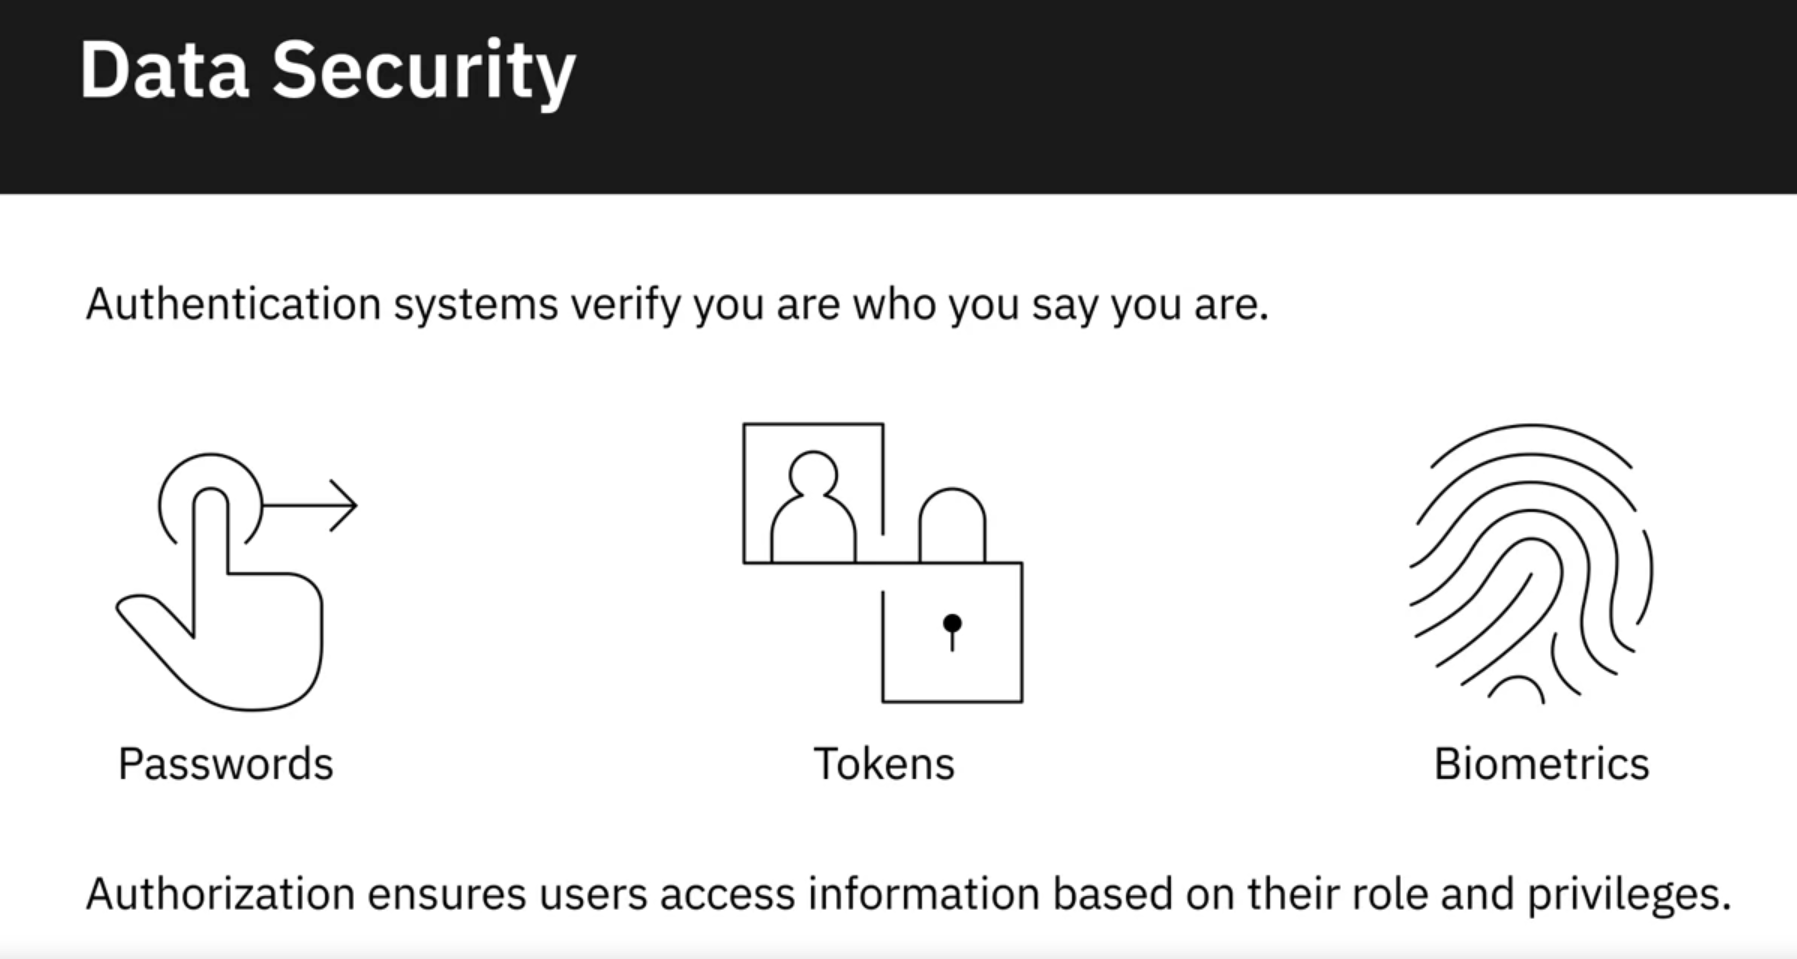 Data Security
Authentication systems verify you are who you say you are.
Passwords
Tokens
Biometrics
Authorization ensures users access information based on their role and privileges.